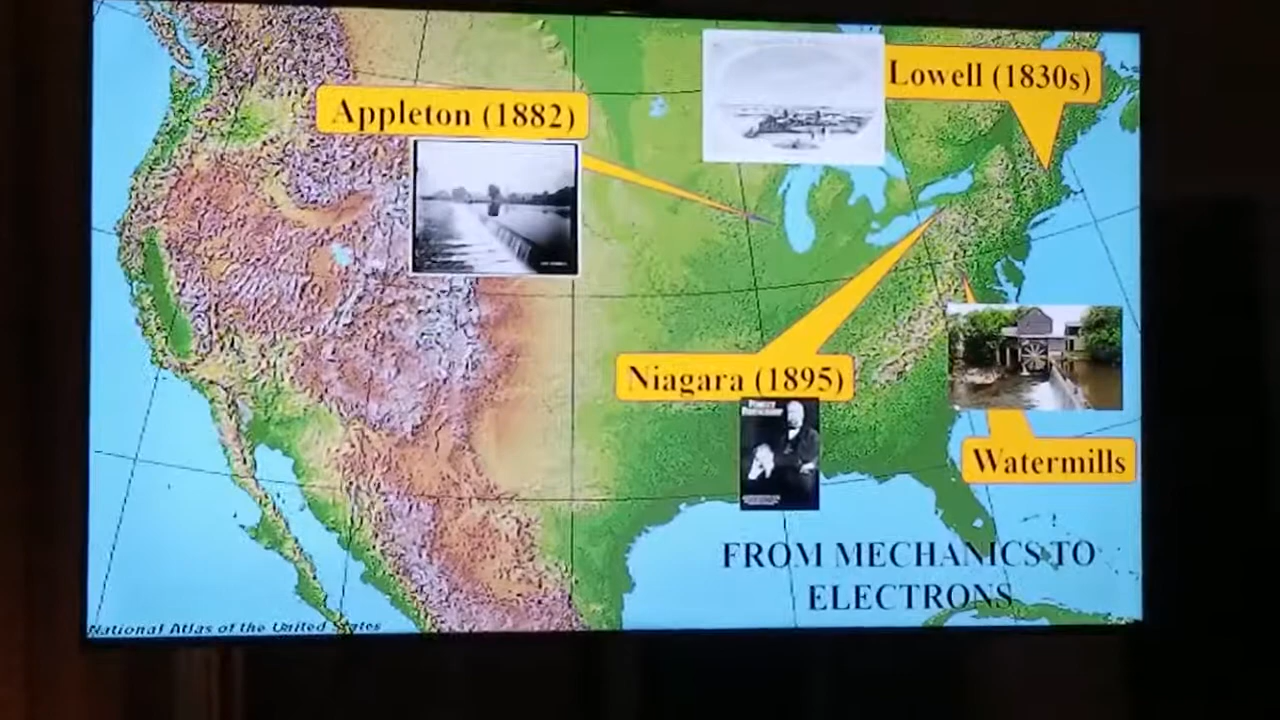 Lowell (1830s)
Appleton (1882)
Niagara (1895)
Watermills
FROM MECHANICS TO
ELECTRONS
National Atlas of the United States